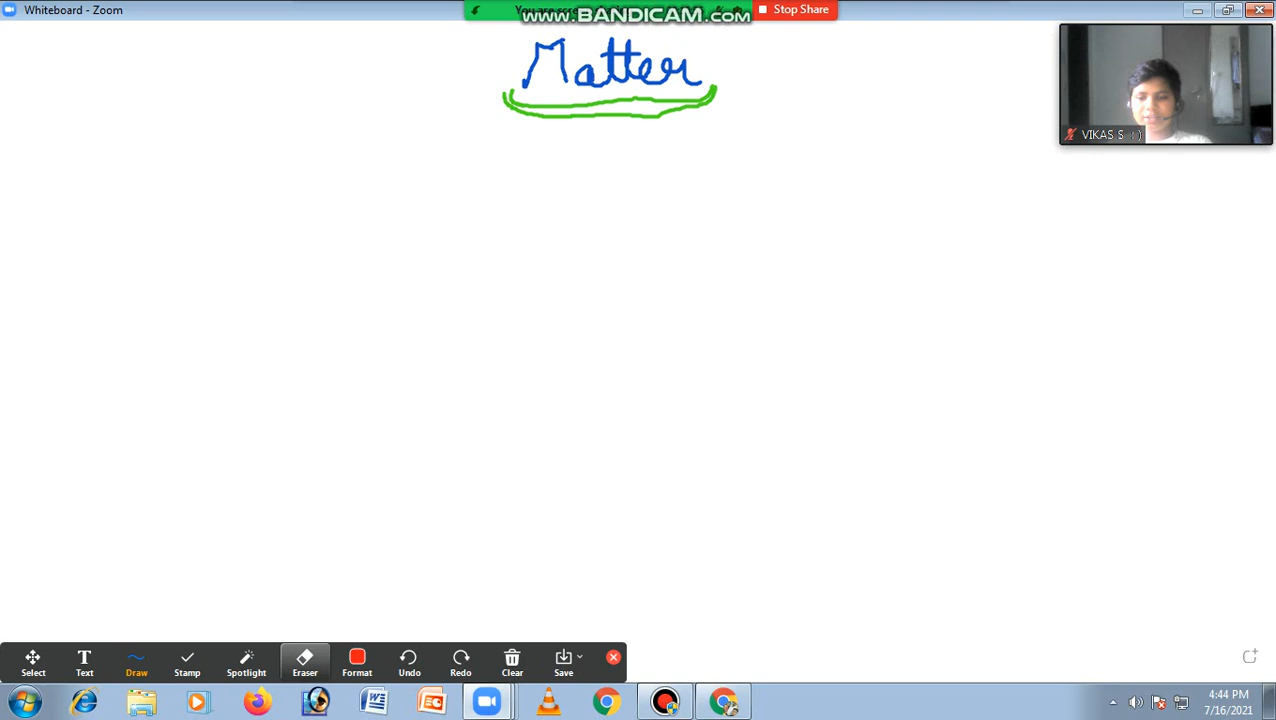 Whiteboard - Zoom
www.BANDICAM.com
Stop Share
Matter
VIKAS S :)
Select
Text
Draw
Stamp
Spotlight
Eraser
Format
Undo
Redo
Clear
Save
4:44 PM
7/16/2021